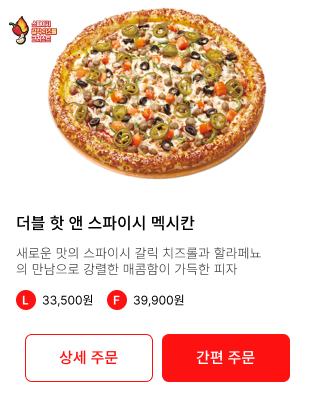 더블 핫 앤 스파이시 멕시칸
새로운 맛의 스파이시 갈릭 치즈롤과 할라페뇨
의 만남으로 강렬한 매콤함이 가득한 피자
L 33,500원 F 39,900원
상세 주문 간편 주문